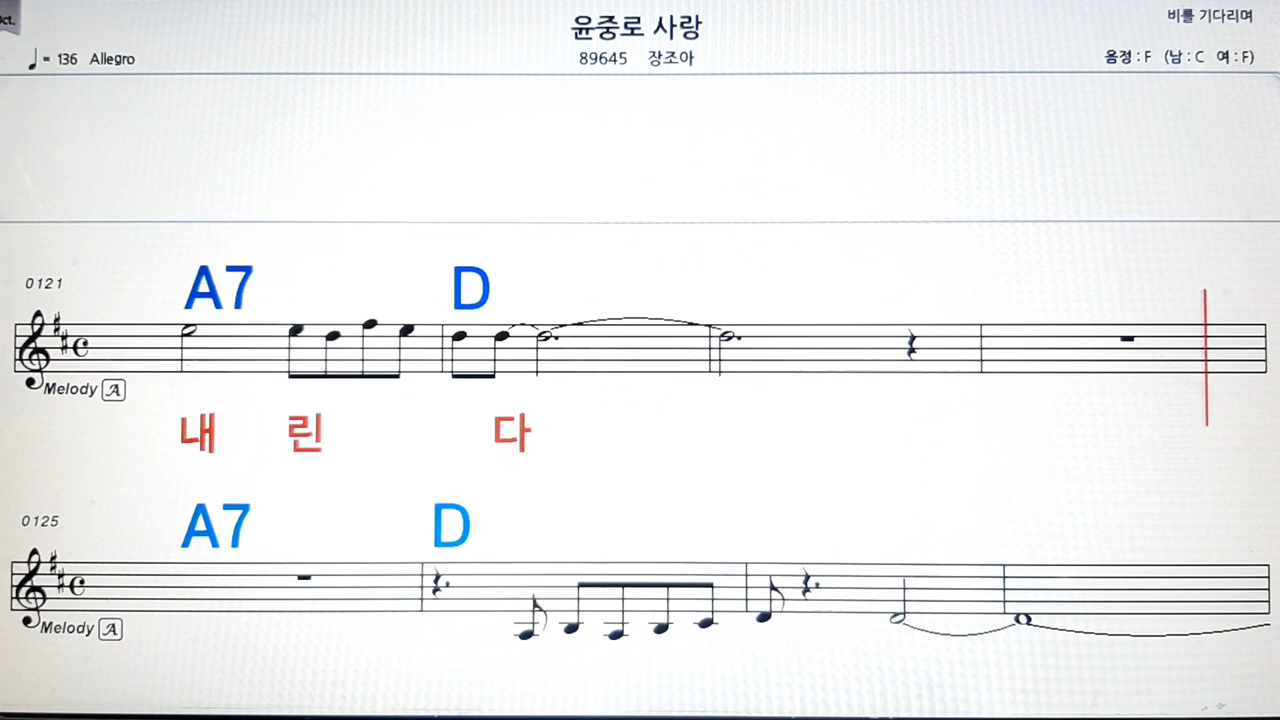 oct.
윤중로 사랑
비를 기다리며
♩ = 136 Allegro
89645 장조아
음정 : F (남 : C 여 : F)
0121
A7 D
Melody A
내 린 다
0125
A7 D
Melody A